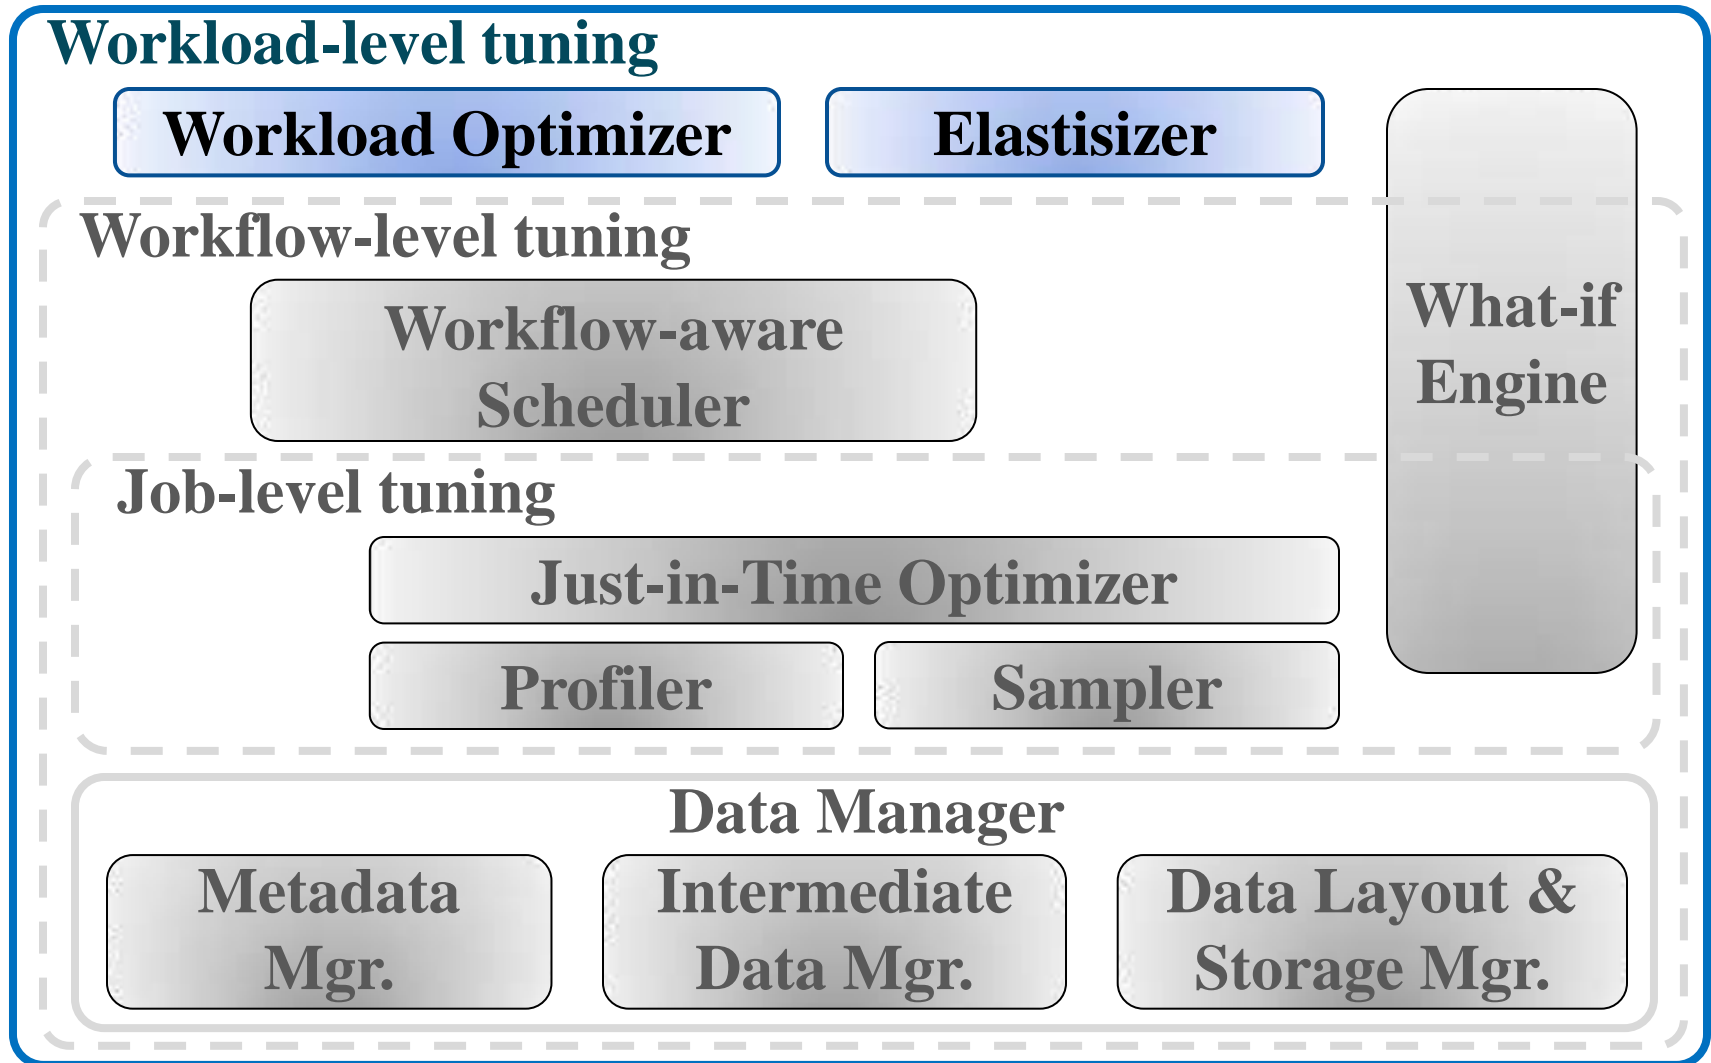 Workload-level tuning
Workload Optimizer
Elastisizer
Workflow-level tuning
Workflow-aware
Scheduler
What-if
Engine
Job-level tuning
Just-in-Time Optimizer
Profiler
Sampler
Data Manager
Metadata
Mgr.
Intermediate
Data Mgr.
Data Layout &
Storage Mgr.